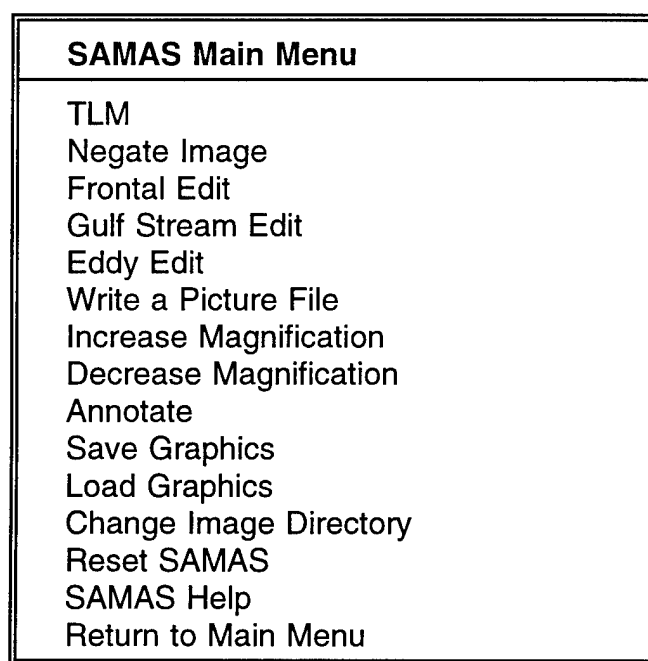 SAMAS Main Menu
TLM
Negate Image
Frontal Edit
Gulf Stream Edit
Eddy Edit
Write a Picture File
Increase Magnification
Decrease Magnification
Annotate
Save Graphics
Load Graphics
Change Image Directory
Reset SAMAS
SAMAS Help
Return to Main Menu